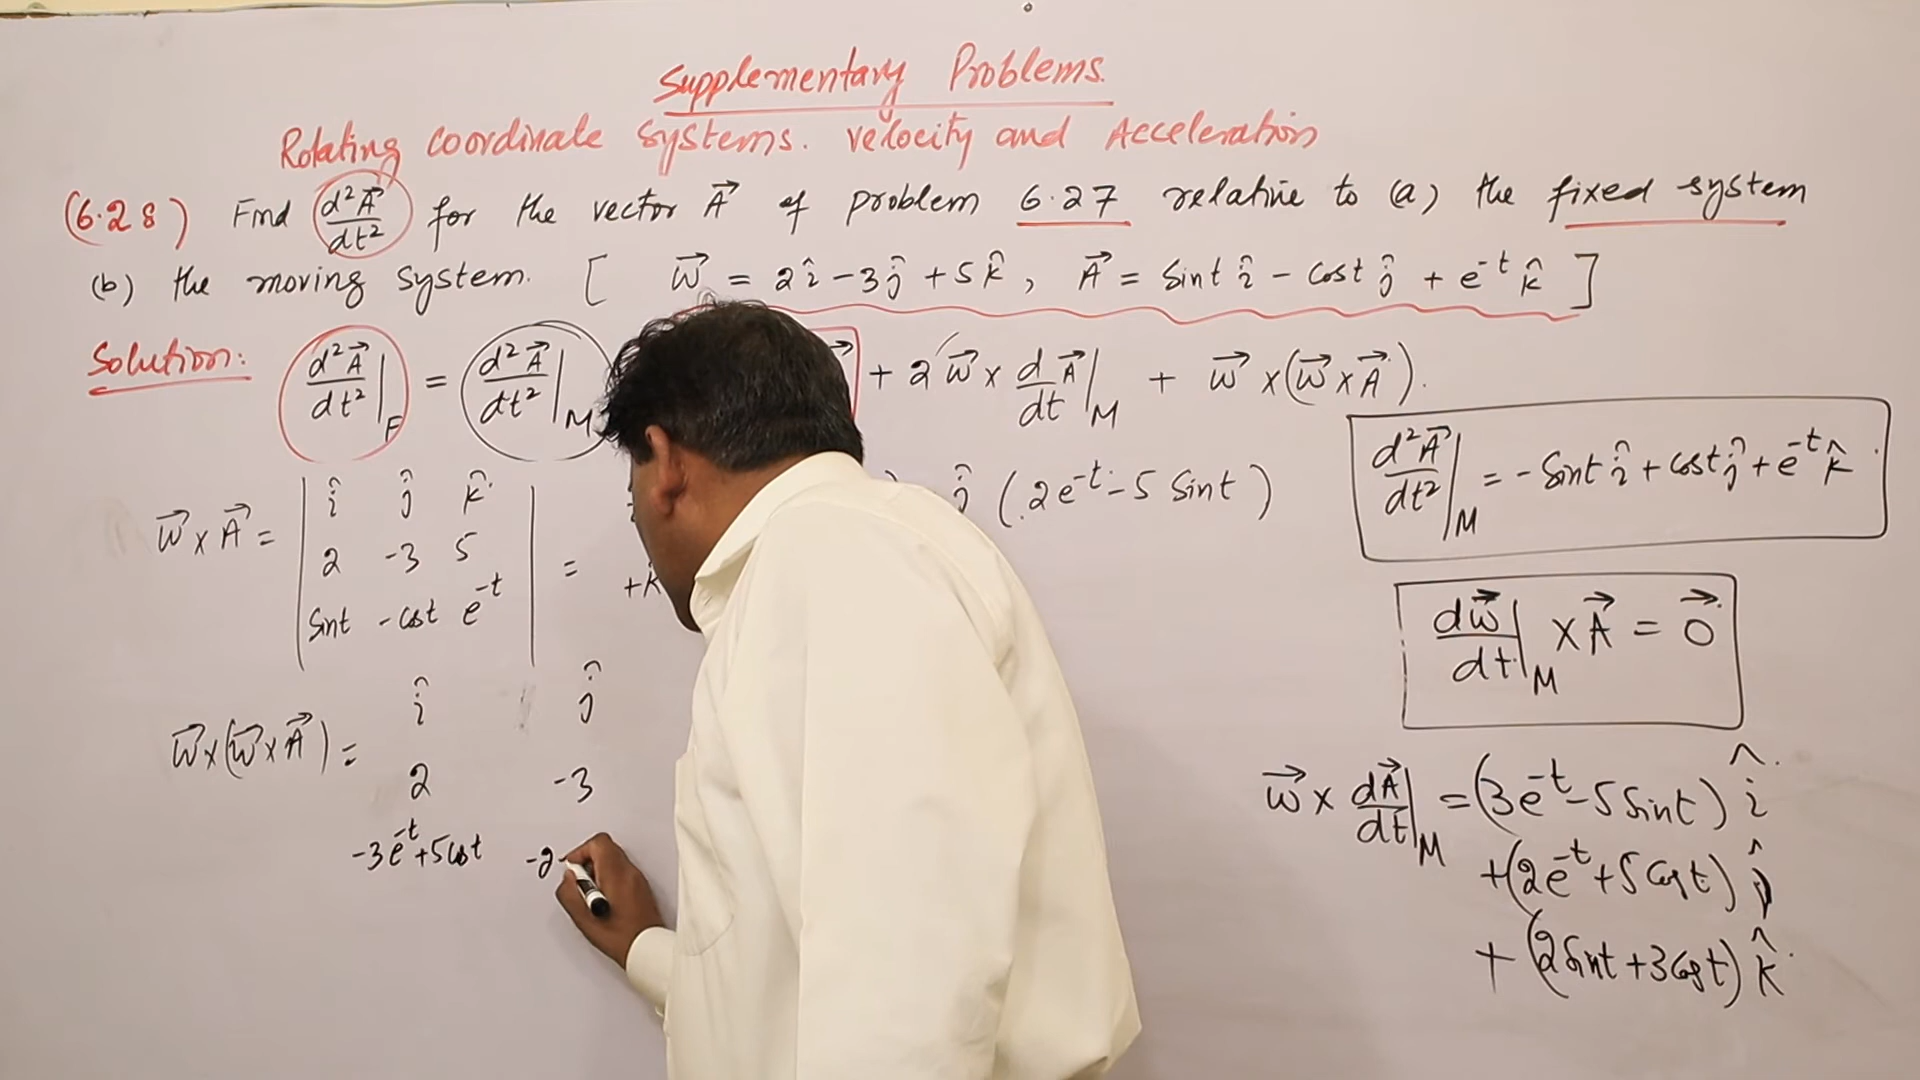 Supplementary Problems.
Rotating coordinate systems. velocity and Acceleration
(6.28) Find d²A⃗/dt² for the vector A⃗ of problem 6.27 relative to (a) the fixed system
(b) the moving system. [ w⃗ = 2î - 3ĵ + 5k̂, A⃗ = Sint î - cost ĵ + e^-t k̂ ]
Solution: d²A⃗/dt²|F = d²A⃗/dt²|M + 2w⃗ × d/dt A⃗|M + w⃗ × (w⃗ × A⃗).
d²A⃗/dt²|M = - Sint î + cost ĵ + e^-t k̂
w⃗ × A⃗ = | î ĵ k̂ | = ĵ (2e^-t - 5 Sint)
2 -3 5 +k
Sint - cost e^-t
dw⃗/dt|M × A⃗ = 0⃗
w⃗ × (w⃗ × A⃗) = î ĵ
2 -3
-3e^-t + 5cost -2
w⃗ × dA⃗/dt|M = (3e^-t - 5 Sint) î
+ (2e^-t + 5 cost) ĵ
+ (2 Sint + 3 cost) k̂